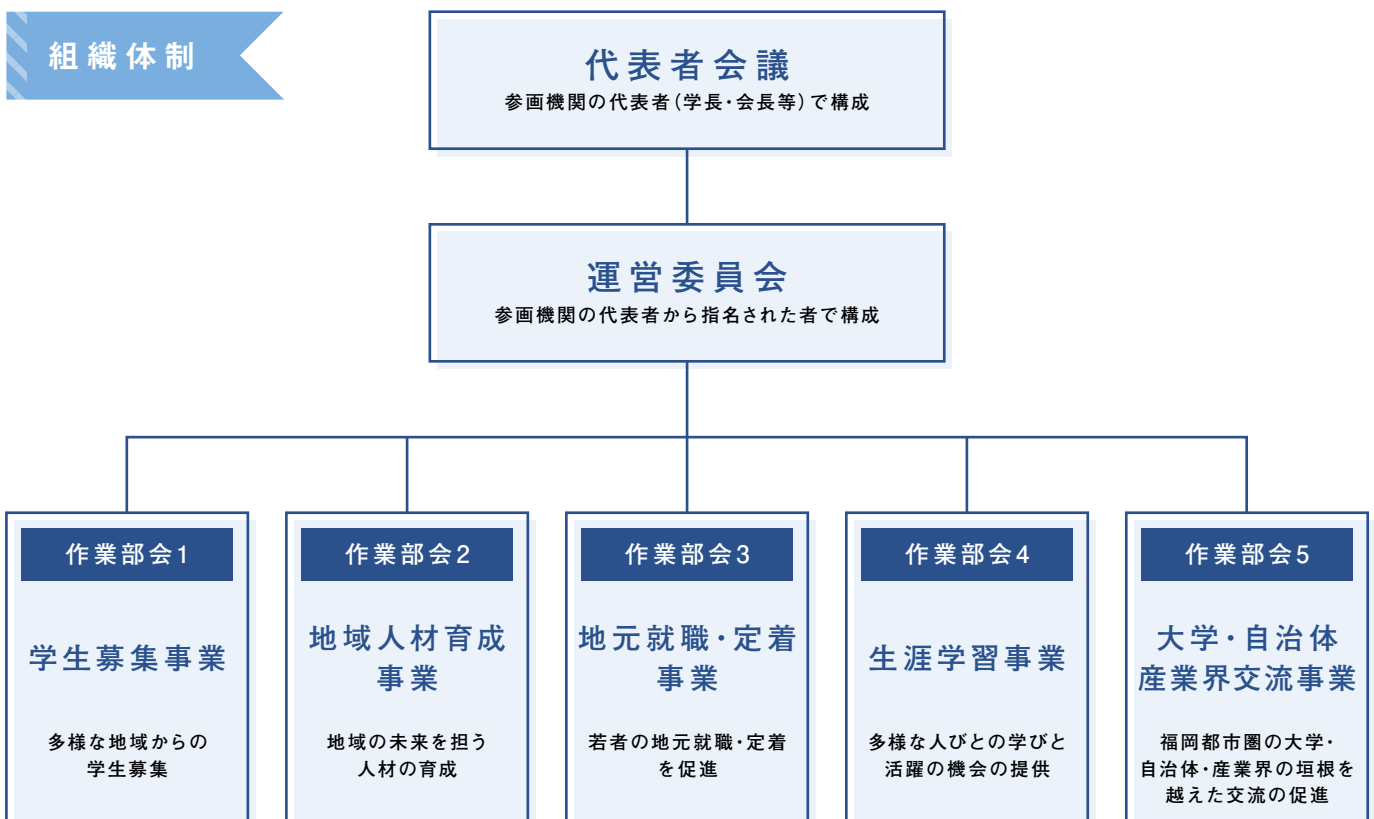 組織体制
代表者会議
参画機関の代表者(学長・会長等)で構成
運営委員会
参画機関の代表者から指名された者で構成
作業部会1
学生募集事業
多様な地域からの
学生募集
作業部会2
地域人材育成
事業
地域の未来を担う
人材の育成
作業部会3
地元就職・定着
事業
若者の地元就職・定着
を促進
作業部会4
生涯学習事業
多様な人びとの学びと
活躍の機会の提供
作業部会5
大学・自治体
産業界交流事業
福岡都市圏の大学・
自治体・産業界の垣根を
越えた交流の促進